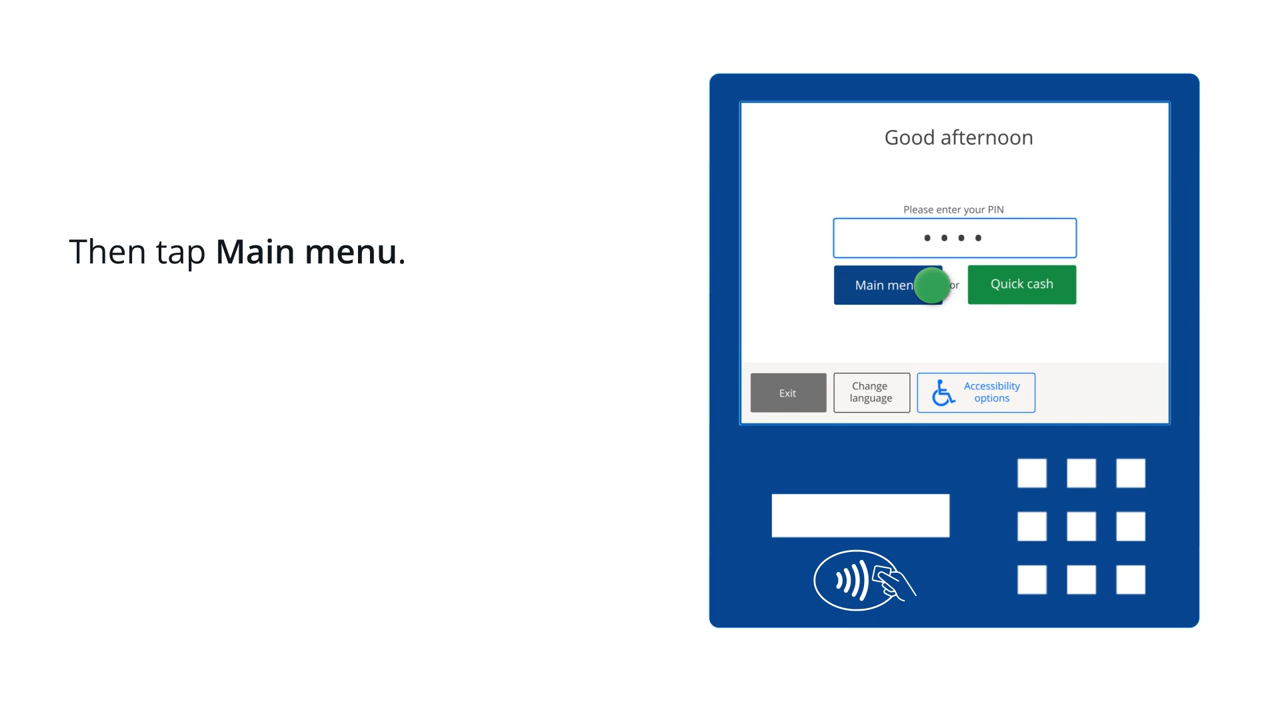 Then tap Main menu.
Good afternoon
Please enter your PIN
Main men
or
Quick cash
Exit
Change
language
Accessibility
options